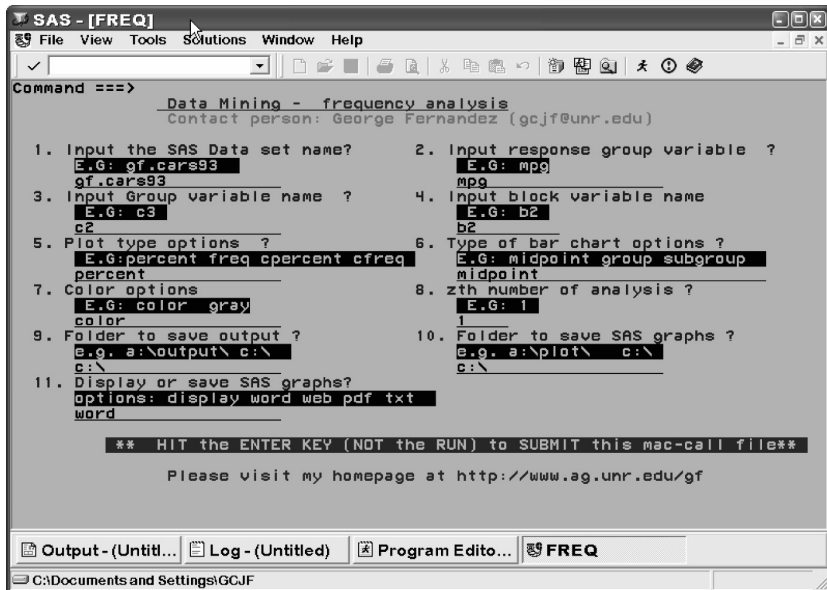 SAS - [FREQ]
File View Tools Solutions Window Help
Command ===>
Data Mining - frequency analysis
Contact person: George Fernandez (gcjf@unr.edu)
1. Input the SAS Data set name? 2. Input response group variable ?
E.G: gf.cars93 E.G: mpg
gf.cars93 mpg
3. Input Group variable name ? 4. Input block variable name
E.G: c3 E.G: b2
c2 b2
5. Plot type options ? 6. Type of bar chart options ?
E.G:percent freq cpercent cfreq E.G: midpoint group subgroup
percent midpoint
7. Color options 8. zth number of analysis ?
E.G: color gray E.G: 1
color 1
9. Folder to save output ? 10. Folder to save SAS graphs ?
e.g. a:\output\ c:\ e.g. a:\plot\ c:\
c:\ c:\
11. Display or save SAS graphs?
options: display word web pdf txt
word
** HIT the ENTER KEY (NOT the RUN) to SUBMIT this mac-call file**
Please visit my homepage at http://www.ag.unr.edu/gf
Output - (Untitl... Log - (Untitled) Program Edito... FREQ
C:\Documents and Settings\GCJF